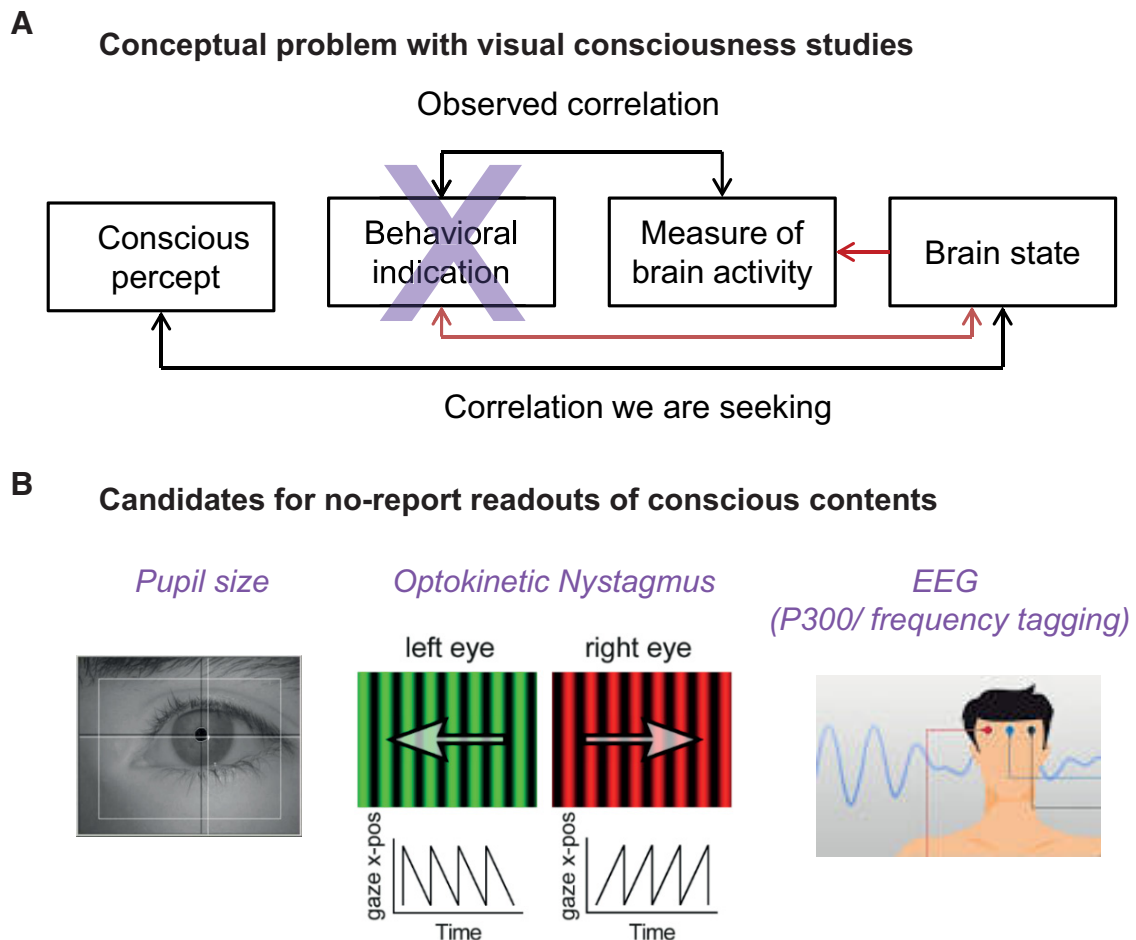 A
Conceptual problem with visual consciousness studies
Observed correlation
Conscious
percept
Behavioral
indication
Measure of
brain activity
Brain state
Correlation we are seeking
B
Candidates for no-report readouts of conscious contents
Pupil size
Optokinetic Nystagmus
EEG
(P300/ frequency tagging)
left eye
right eye
gaze x-pos
Time
gaze x-pos
Time